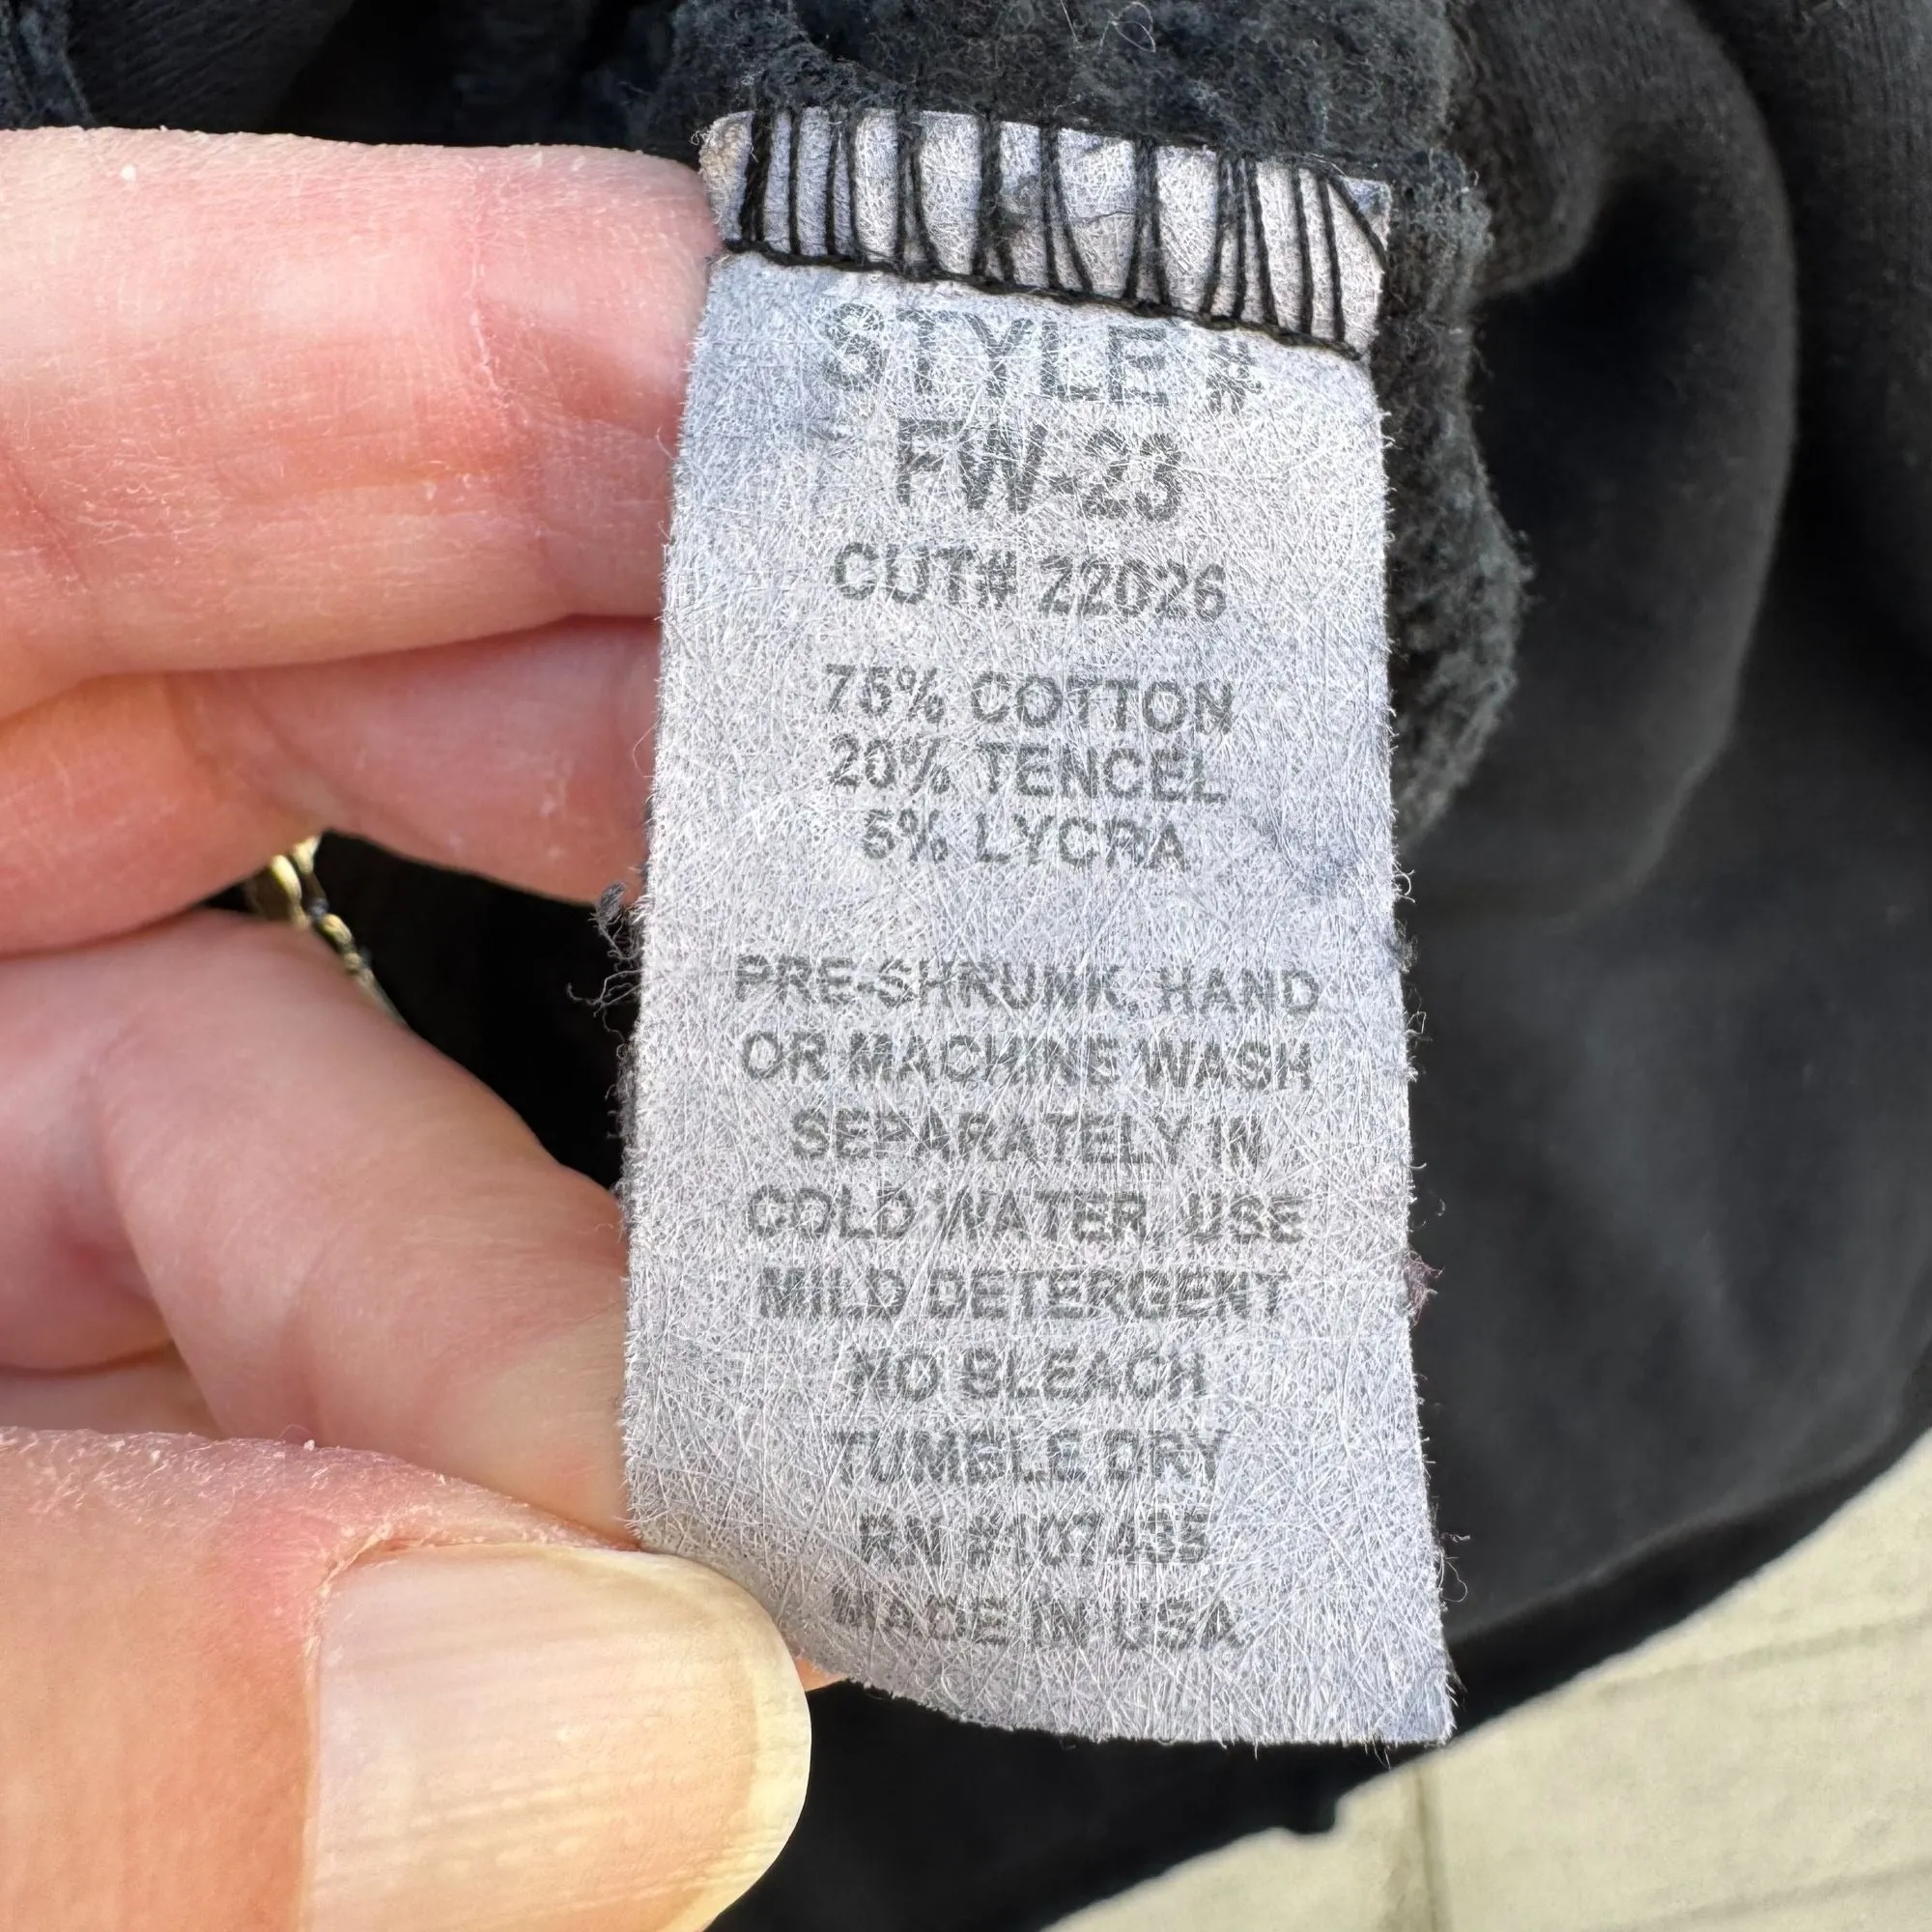 STYLE #
FW-23
CUT# 22026
75% COTTON
20% TENCEL
5% LYCRA
PRE-SHRUNK, HAND
OR MACHINE WASH
SEPARATELY IN
COLD WATER, USE
MILD DETERGENT
NO BLEACH
TUMBLE DRY
RN #107435
MADE IN USA